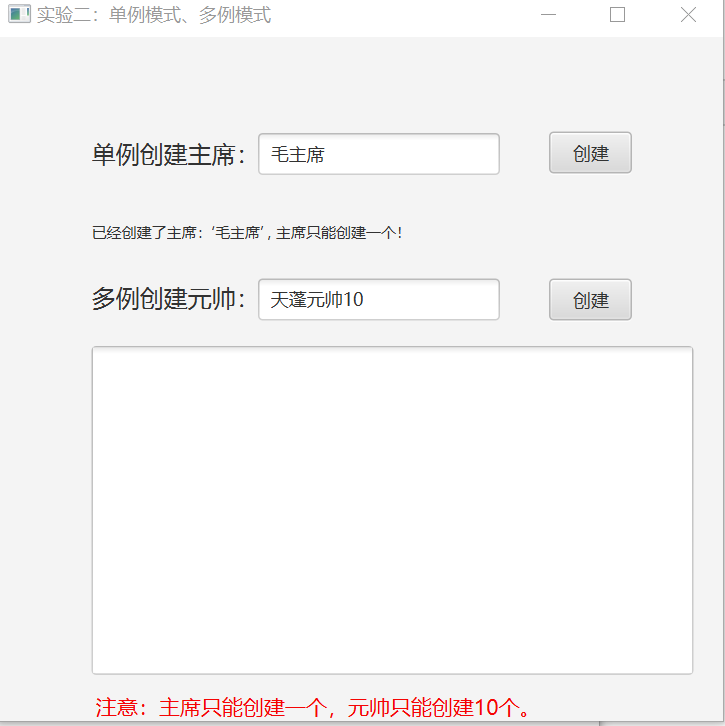 实验二：单例模式、多例模式
单例创建主席： 毛主席 创建
已经创建了主席：‘毛主席’，主席只能创建一个！
多例创建元帅： 天蓬元帅10 创建
注意：主席只能创建一个，元帅只能创建10个。